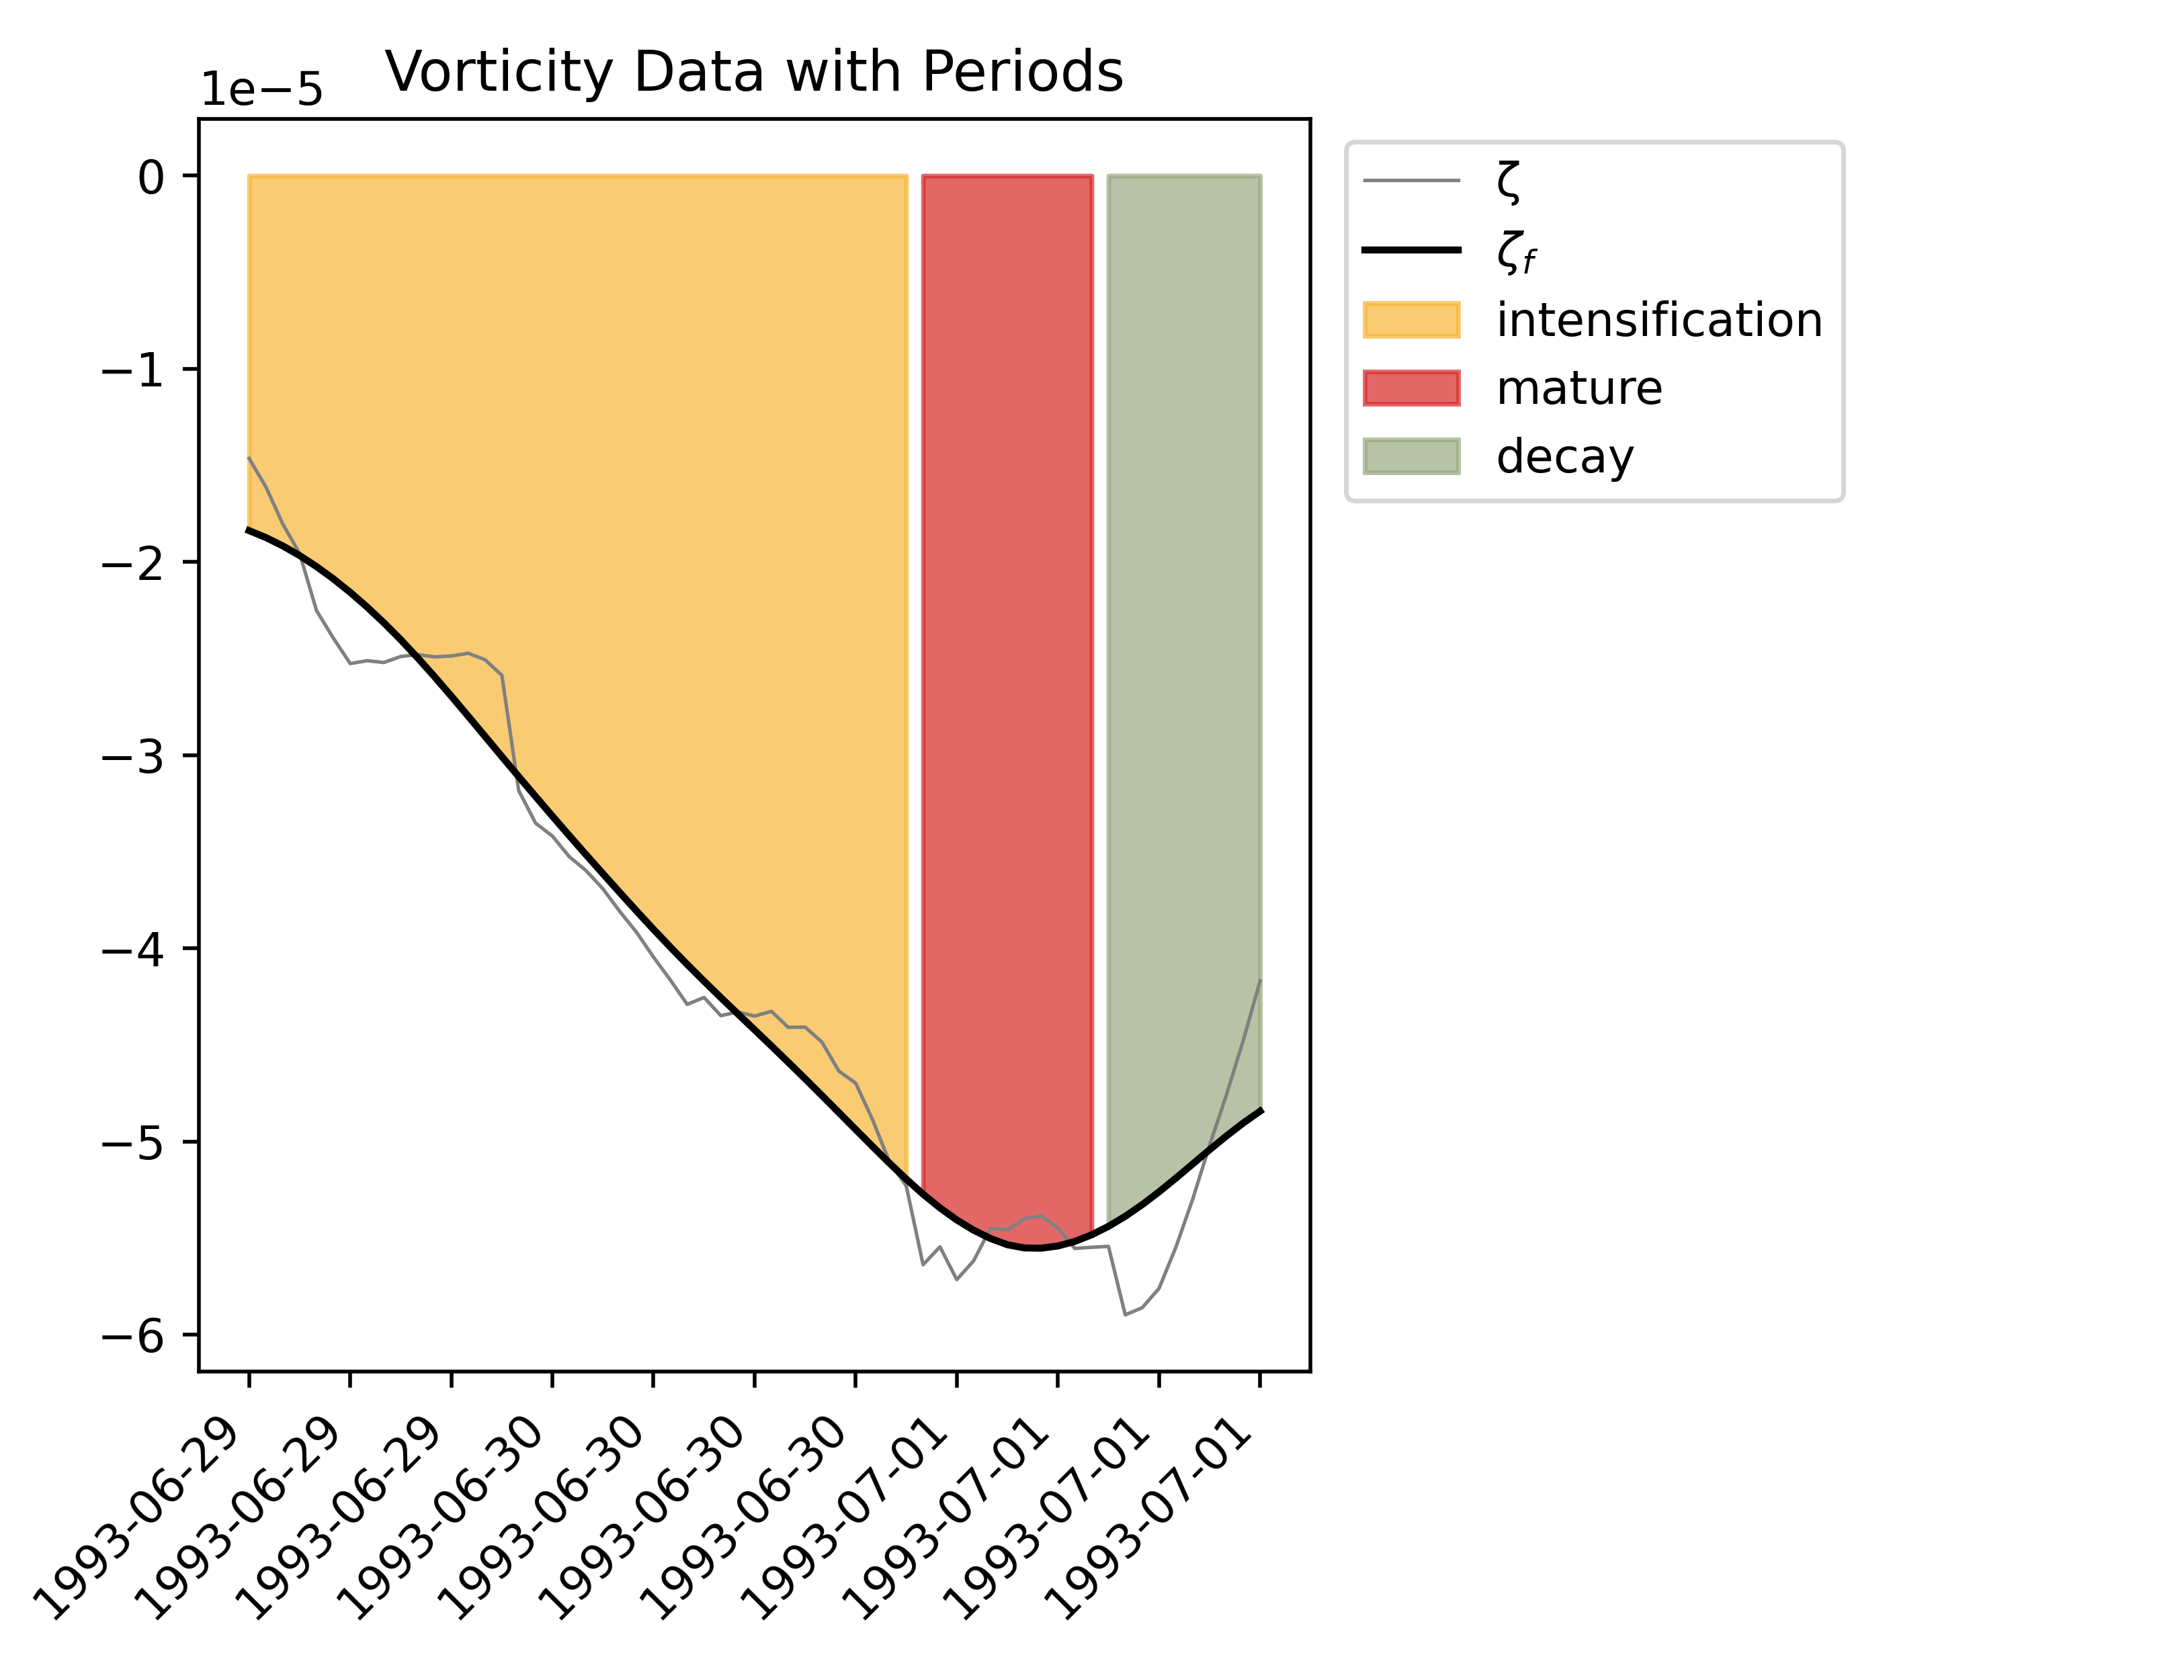 Vorticity Data with Periods
1e−5
0
−1
−2
−3
−4
−5
−6
1993-06-29
1993-06-29
1993-06-29
1993-06-30
1993-06-30
1993-06-30
1993-06-30
1993-07-01
1993-07-01
1993-07-01
1993-07-01
ζ
ζf
intensification
mature
decay